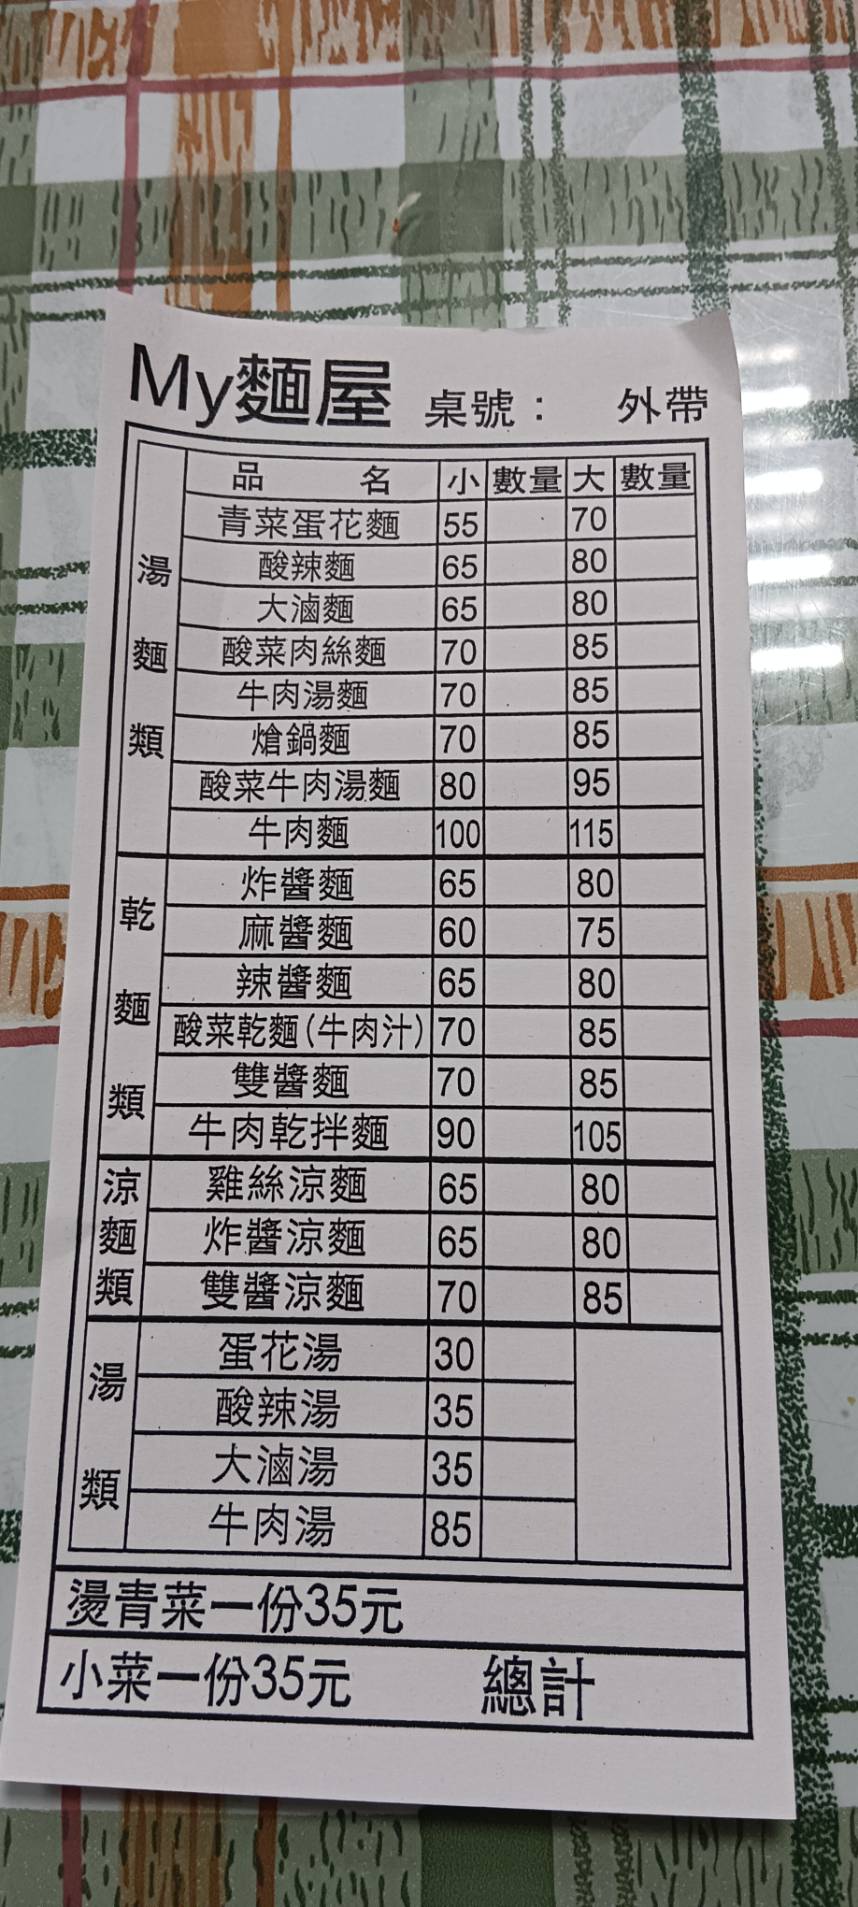 My麵屋 桌號： 外帶
品 名 小 數量 大 數量
湯麵類
青菜蛋花麵 55 70
酸辣麵 65 80
大滷麵 65 80
酸菜肉絲麵 70 85
牛肉湯麵 70 85
熗鍋麵 70 85
酸菜牛肉湯麵 80 95
牛肉麵 100 115
乾麵類
炸醬麵 65 80
麻醬麵 60 75
辣醬麵 65 80
酸菜乾麵(牛肉汁) 70 85
雙醬麵 70 85
牛肉乾拌麵 90 105
涼麵類
雞絲涼麵 65 80
炸醬涼麵 65 80
雙醬涼麵 70 85
湯類
蛋花湯 30
酸辣湯 35
大滷湯 35
牛肉湯 85
燙青菜一份35元
小菜一份35元 總計